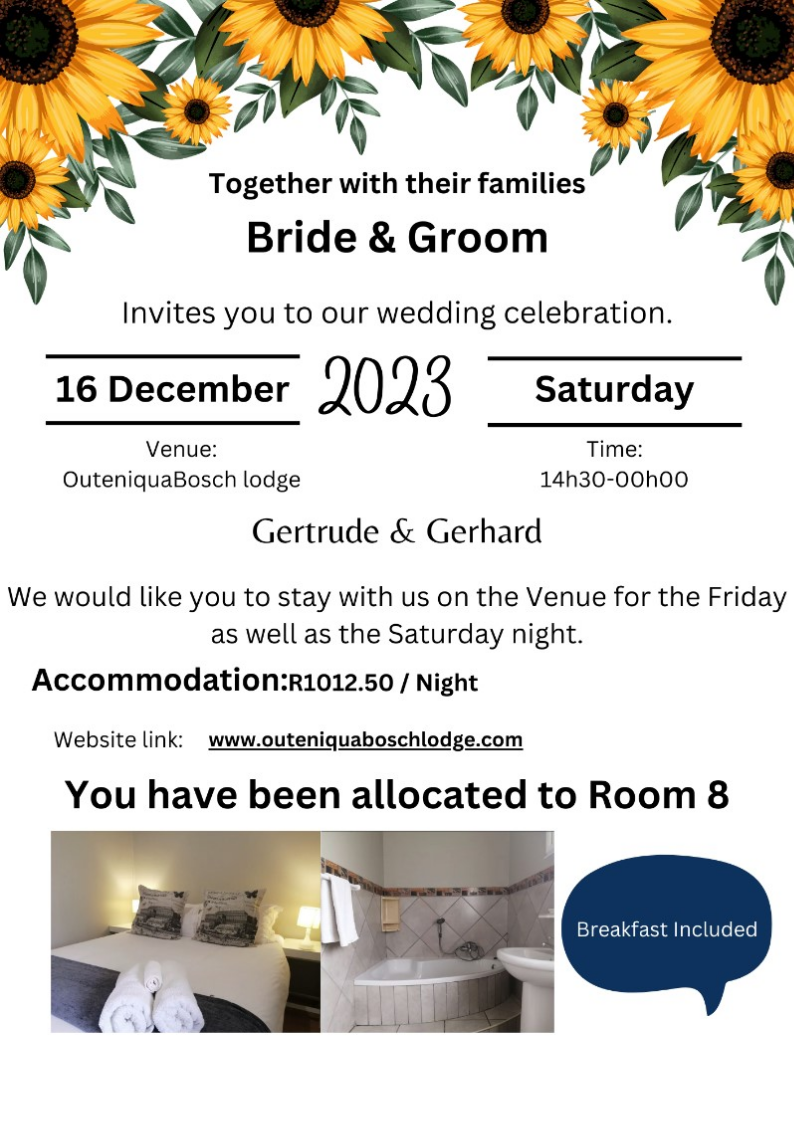 Together with their families
Bride & Groom
Invites you to our wedding celebration.
16 December
2023
Saturday
Venue:
OuteniquaBosch lodge
Time:
14h30-00h00
Gertrude & Gerhard
We would like you to stay with us on the Venue for the Friday
as well as the Saturday night.
Accommodation:R1012.50 / Night
Website link: www.outeniquaboschlodge.com
You have been allocated to Room 8
Breakfast Included